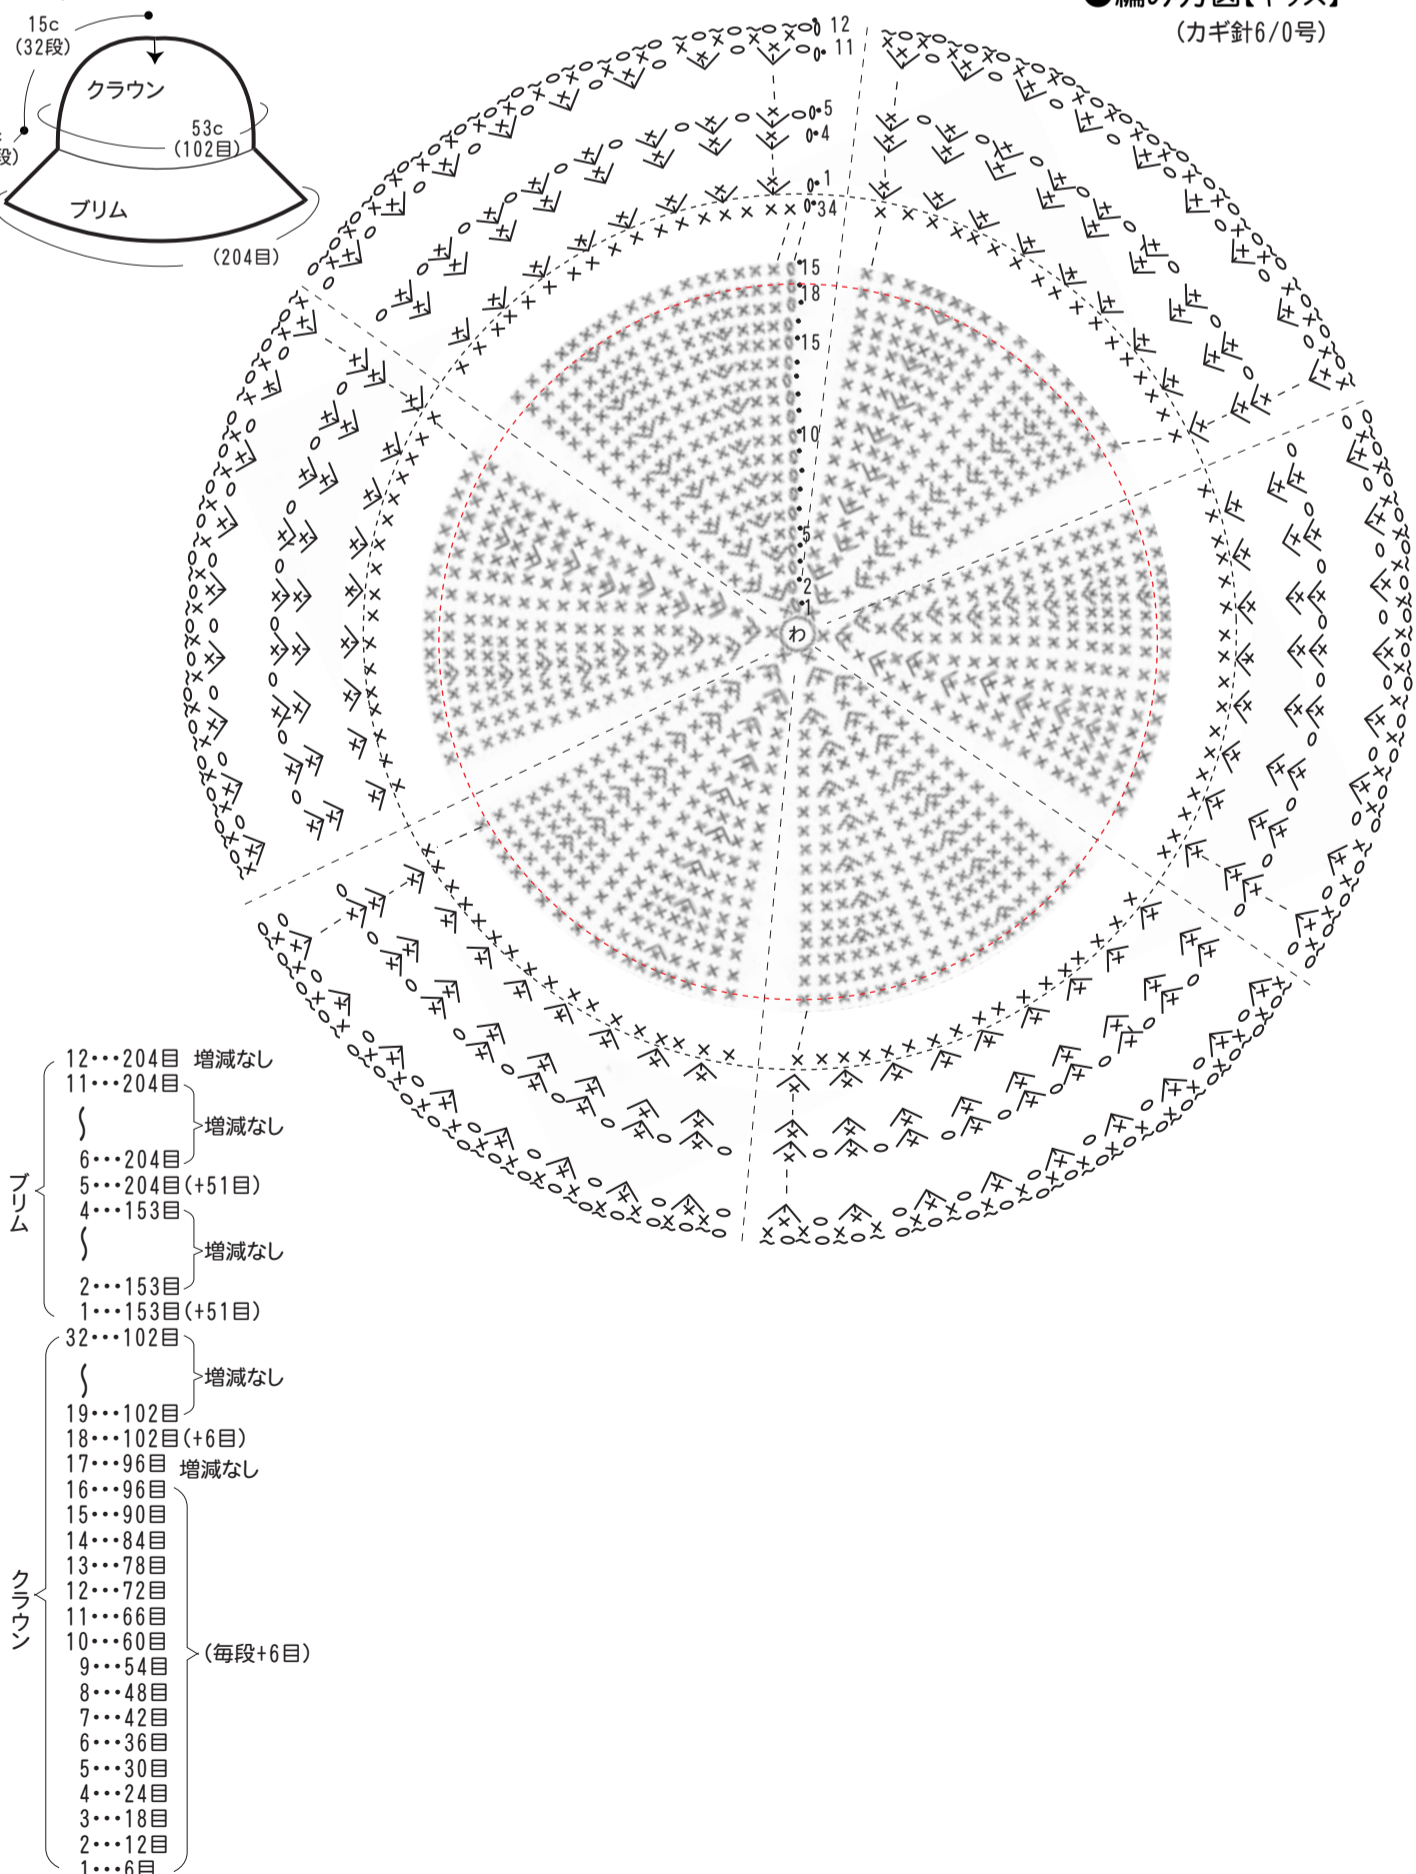 (カギ針6/0号)
15c
(32段)
クラウン
53c
(102目)
段)
ブリム
(204目)
12
11
5
4
1
34
15
18
15
10
5
2
1
わ
ブリム
12…204目 増減なし
11…204目
〜 増減なし
6…204目
5…204目(+51目)
4…153目
〜 増減なし
2…153目
1…153目(+51目)
クラウン
32…102目
〜 増減なし
19…102目
18…102目(+6目)
17…96目 増減なし
16…96目
15…90目
14…84目
13…78目
12…72目
11…66目
10…60目 (毎段+6目)
9…54目
8…48目
7…42目
6…36目
5…30目
4…24目
3…18目
2…12目
1…6目